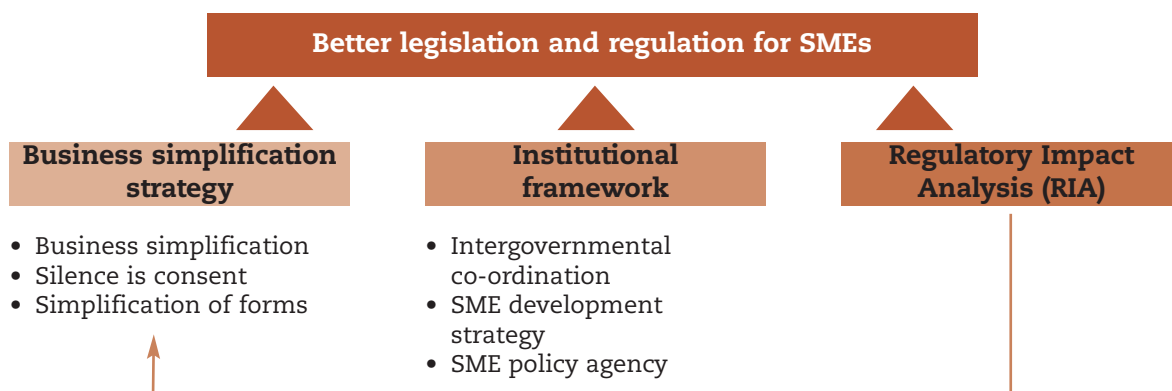 Better legislation and regulation for SMEs
Business simplification
strategy
Institutional
framework
Regulatory Impact
Analysis (RIA)
• Business simplification
• Silence is consent
• Simplification of forms
• Intergovernmental
co-ordination
• SME development
strategy
• SME policy agency